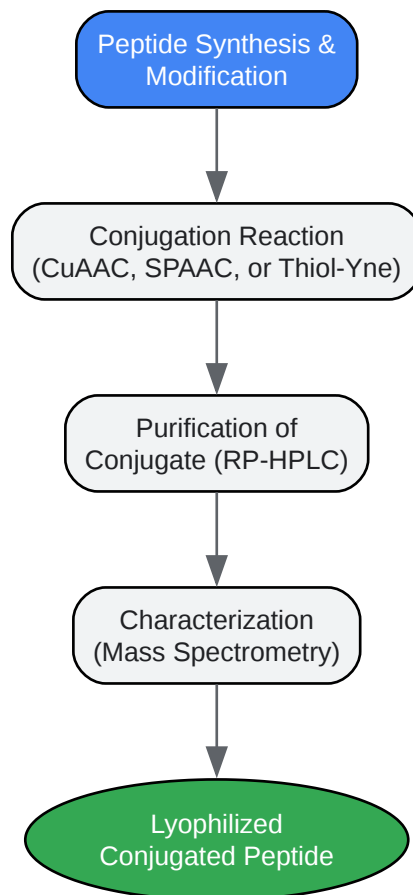 Peptide Synthesis &
Modification
Conjugation Reaction
(CuAAC, SPAAC, or Thiol-Yne)
Purification of
Conjugate (RP-HPLC)
Characterization
(Mass Spectrometry)
Lyophilized
Conjugated Peptide